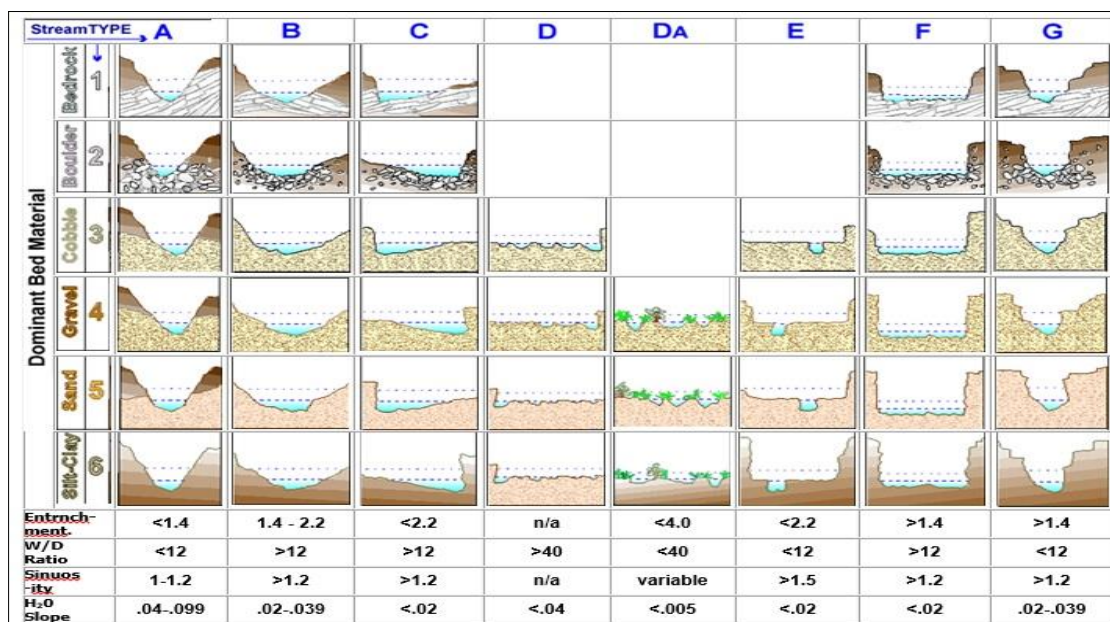 StreamTYPE A B C D DA E F G
Dominant Bed Material
Bedrock 1
Boulder 2
Cobble 3
Gravel 4
Sand 5
Silt-Clay 6
Entrnch-
ment. <1.4 1.4 - 2.2 <2.2 n/a <4.0 <2.2 >1.4 >1.4
W/D
Ratio <12 >12 >12 >40 <40 <12 >12 <12
Sinuos
-ity 1-1.2 >1.2 >1.2 n/a variable >1.5 >1.2 >1.2
H₂0
Slope .04-.099 .02-.039 <.02 <.04 <.005 <.02 <.02 .02-.039